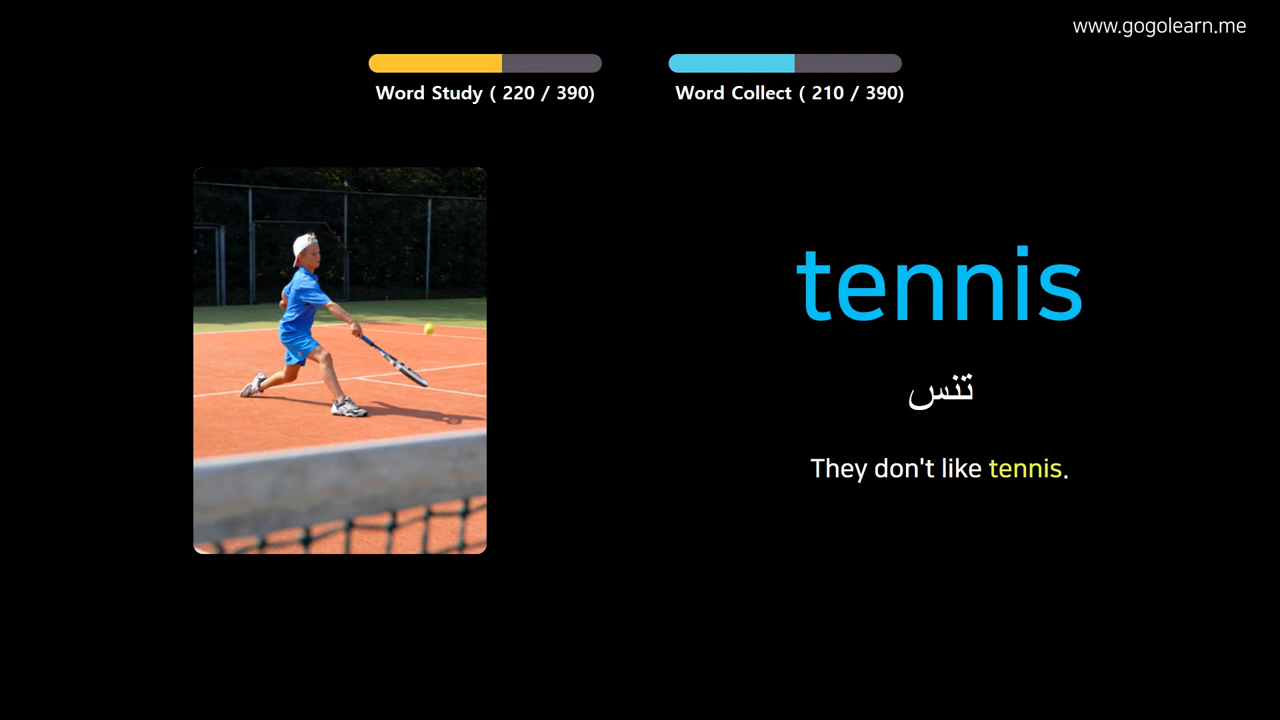 www.gogolearn.me
Word Study ( 220 / 390)
Word Collect ( 210 / 390)
tennis
تنس
They don't like tennis.